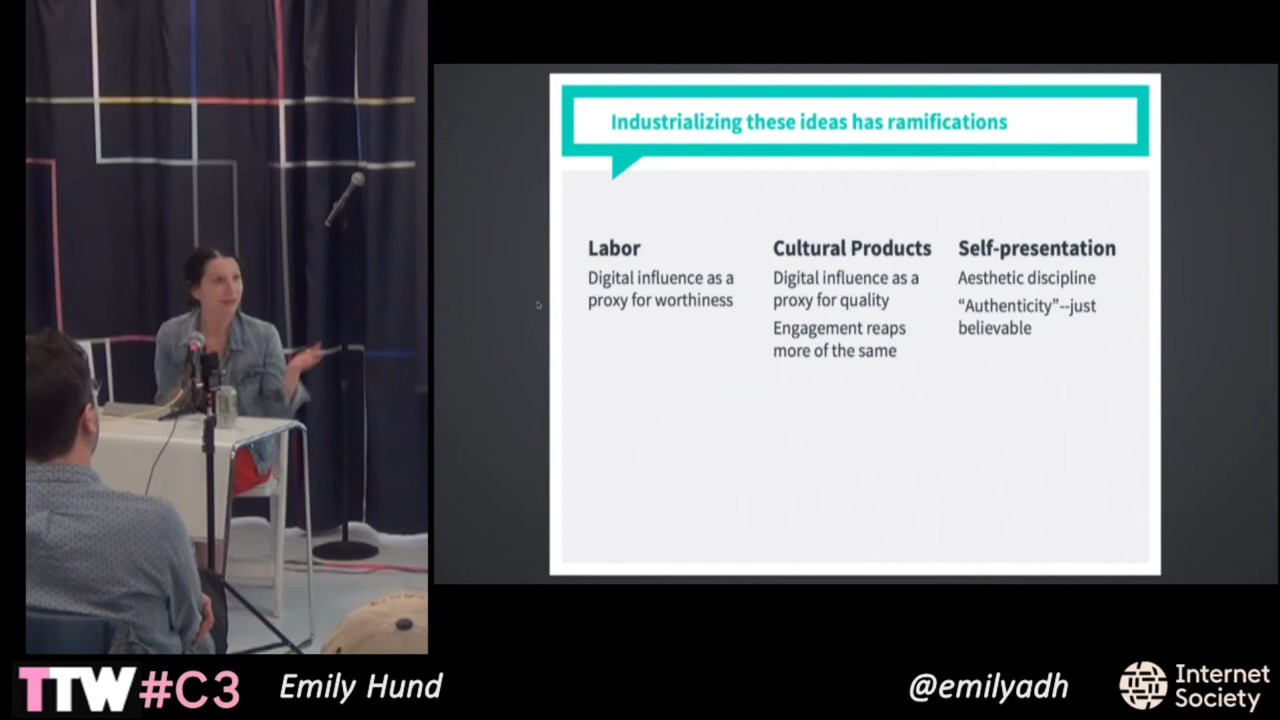 Industrializing these ideas has ramifications
Labor
Digital influence as a
proxy for worthiness
Cultural Products
Digital influence as a
proxy for quality
Engagement reaps
more of the same
Self-presentation
Aesthetic discipline
“Authenticity”--just
believable
TTW#C3
Emily Hund
@emilyadh
Internet
Society